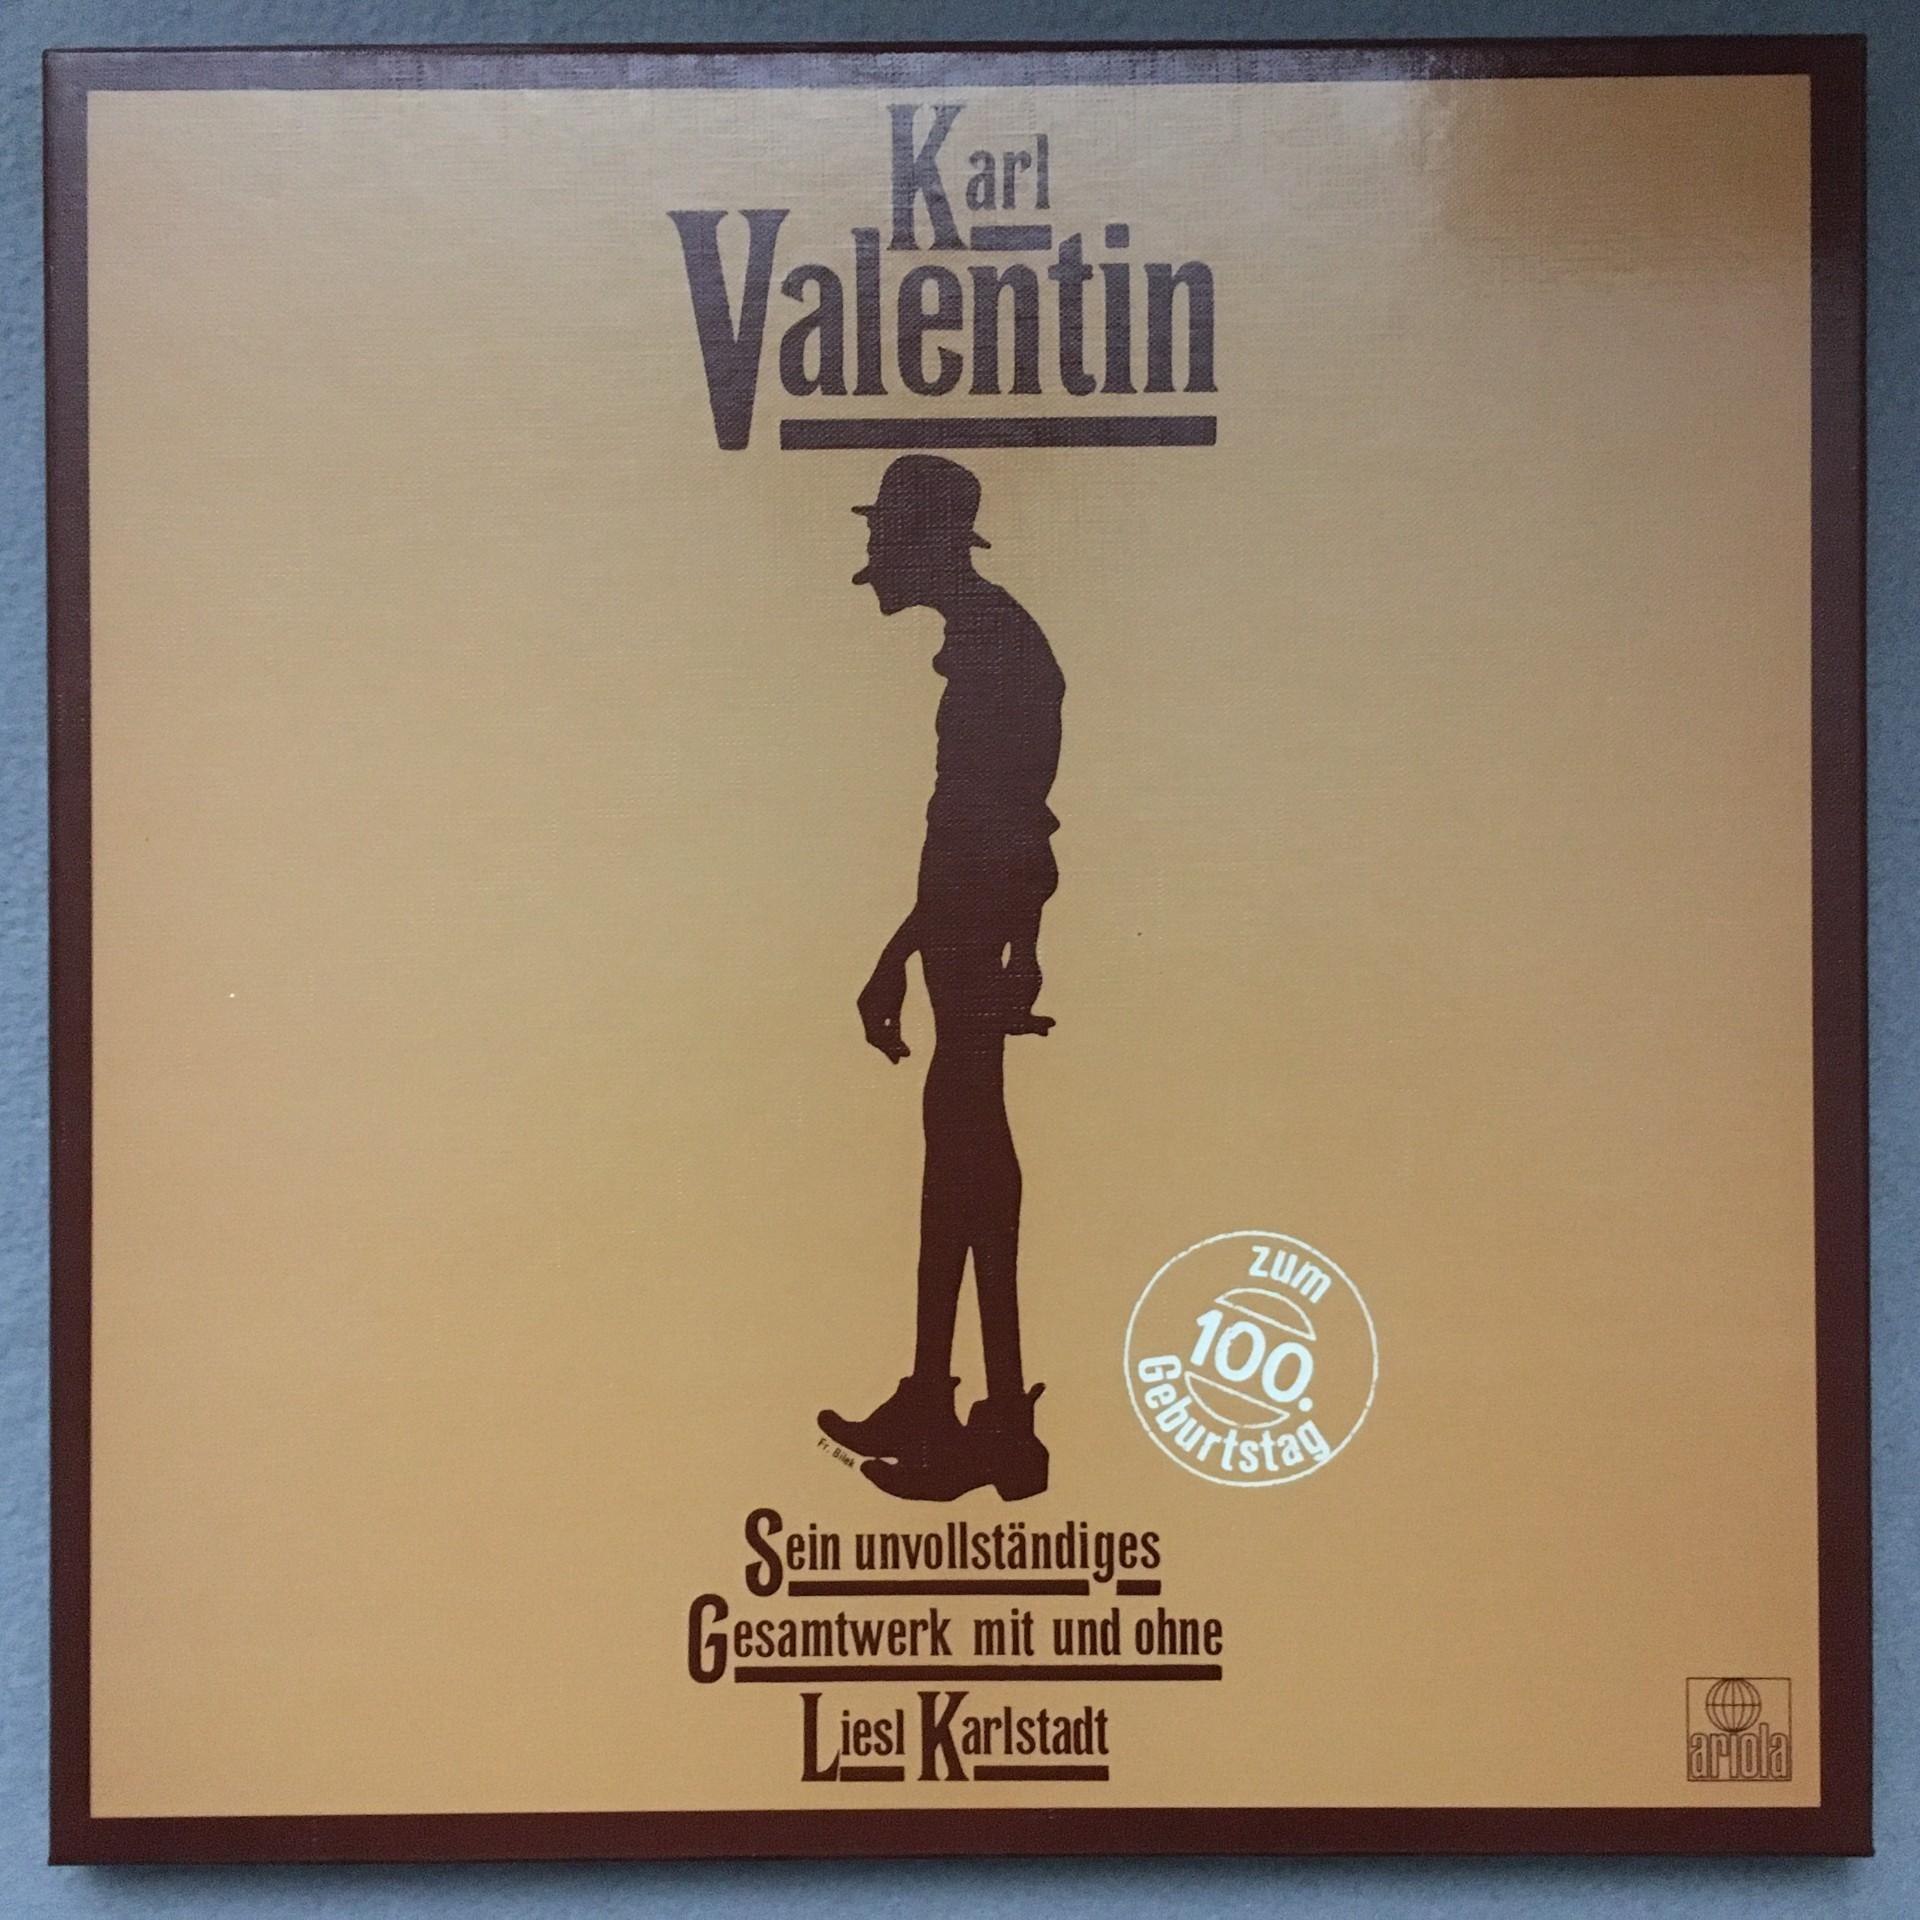 Karl
Valentin
zum
100.
Geburtstag
Fr. Bilek
Sein unvollständiges
Gesamtwerk mit und ohne
Liesl Karlstadt
ariola